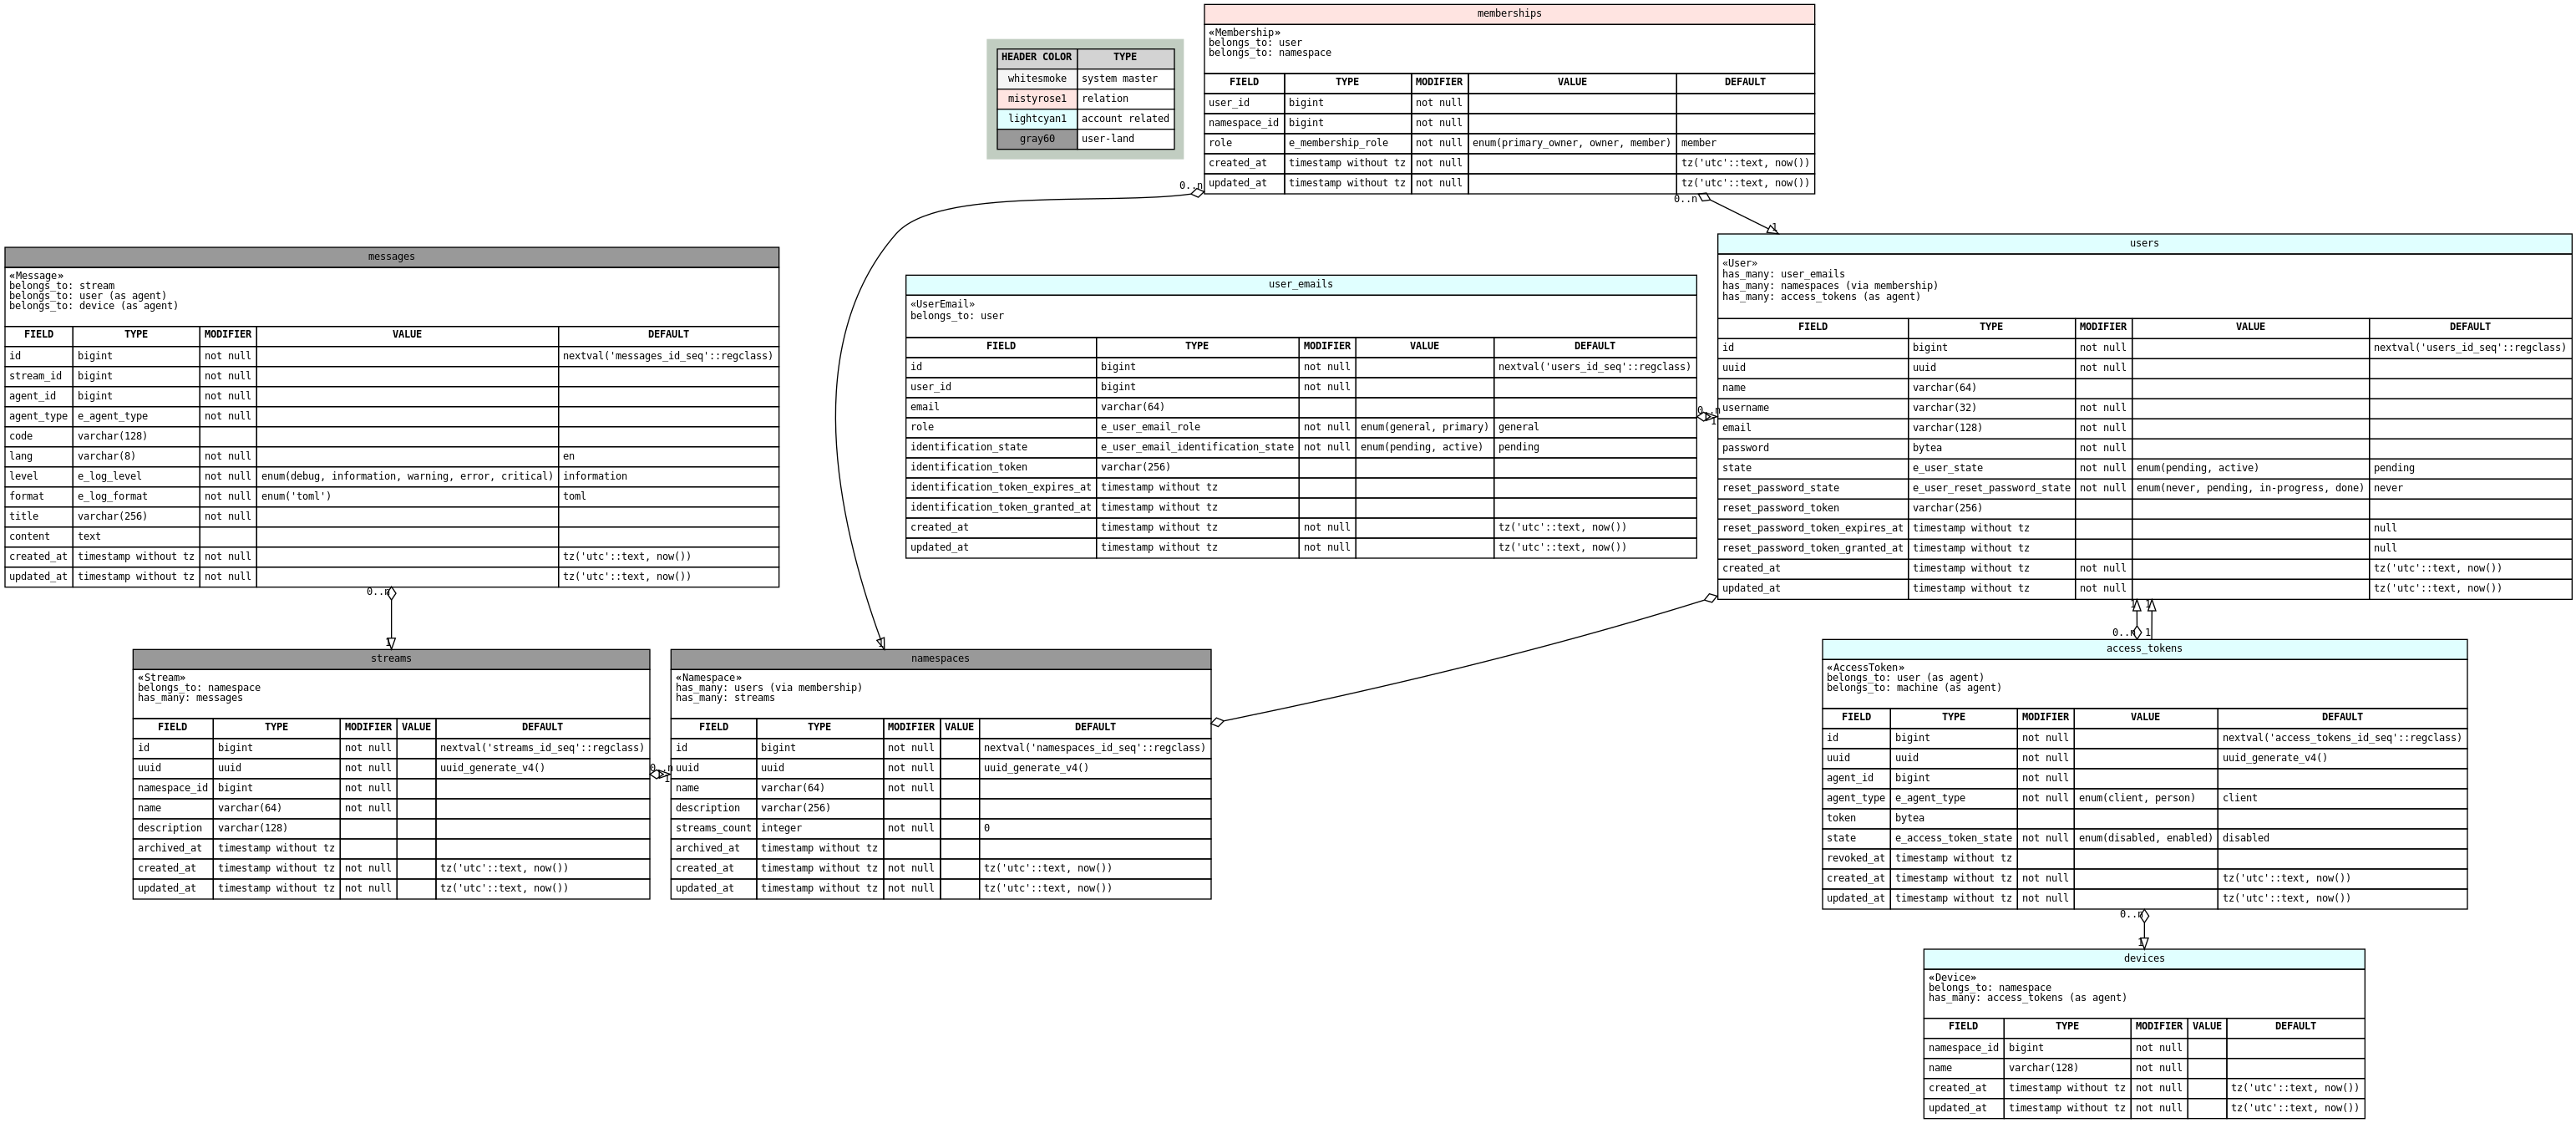 memberships
«Membership»
belongs_to: user
belongs_to: namespace
FIELD TYPE MODIFIER VALUE DEFAULT
user_id bigint not null
namespace_id bigint not null
role e_membership_role not null enum(primary_owner, owner, member) member
created_at timestamp without tz not null tz('utc'::text, now())
updated_at timestamp without tz not null tz('utc'::text, now())
HEADER COLOR TYPE
whitesmoke system master
mistyrose1 relation
lightcyan1 account related
gray60 user-land
0..n
0..n
1
1
messages
«Message»
belongs_to: stream
belongs_to: user (as agent)
belongs_to: device (as agent)
FIELD TYPE MODIFIER VALUE DEFAULT
id bigint not null nextval('messages_id_seq'::regclass)
stream_id bigint not null
agent_id bigint not null
agent_type e_agent_type not null
code varchar(128)
lang varchar(8) not null en
level e_log_level not null enum(debug, information, warning, error, critical) information
format e_log_format not null enum('toml') toml
title varchar(256) not null
content text
created_at timestamp without tz not null tz('utc'::text, now())
updated_at timestamp without tz not null tz('utc'::text, now())
0..n
1
user_emails
«UserEmail»
belongs_to: user
FIELD TYPE MODIFIER VALUE DEFAULT
id bigint not null nextval('users_id_seq'::regclass)
user_id bigint not null
email varchar(64)
role e_user_email_role not null enum(general, primary) general
identification_state e_user_email_identification_state not null enum(pending, active) pending
identification_token varchar(256)
identification_token_expires_at timestamp without tz
identification_token_granted_at timestamp without tz
created_at timestamp without tz not null tz('utc'::text, now())
updated_at timestamp without tz not null tz('utc'::text, now())
0..n
1
users
«User»
has_many: user_emails
has_many: namespaces (via membership)
has_many: access_tokens (as agent)
FIELD TYPE MODIFIER VALUE DEFAULT
id bigint not null nextval('users_id_seq'::regclass)
uuid uuid not null
name varchar(64)
username varchar(32) not null
email varchar(128) not null
password bytea not null
state e_user_state not null enum(pending, active) pending
reset_password_state e_user_reset_password_state not null enum(never, pending, in-progress, done) never
reset_password_token varchar(256)
reset_password_token_expires_at timestamp without tz null
reset_password_token_granted_at timestamp without tz null
created_at timestamp without tz not null tz('utc'::text, now())
updated_at timestamp without tz not null tz('utc'::text, now())
1 1
0..n 1
streams
«Stream»
belongs_to: namespace
has_many: messages
FIELD TYPE MODIFIER VALUE DEFAULT
id bigint not null nextval('streams_id_seq'::regclass)
uuid uuid not null uuid_generate_v4()
namespace_id bigint not null
name varchar(64) not null
description varchar(128)
archived_at timestamp without tz
created_at timestamp without tz not null tz('utc'::text, now())
updated_at timestamp without tz not null tz('utc'::text, now())
0..n
1
namespaces
«Namespace»
has_many: users (via membership)
has_many: streams
FIELD TYPE MODIFIER VALUE DEFAULT
id bigint not null nextval('namespaces_id_seq'::regclass)
uuid uuid not null uuid_generate_v4()
name varchar(64) not null
description varchar(256)
streams_count integer not null 0
archived_at timestamp without tz
created_at timestamp without tz not null tz('utc'::text, now())
updated_at timestamp without tz not null tz('utc'::text, now())
access_tokens
«AccessToken»
belongs_to: user (as agent)
belongs_to: machine (as agent)
FIELD TYPE MODIFIER VALUE DEFAULT
id bigint not null nextval('access_tokens_id_seq'::regclass)
uuid uuid not null uuid_generate_v4()
agent_id bigint not null
agent_type e_agent_type not null enum(client, person) client
token bytea
state e_access_token_state not null enum(disabled, enabled) disabled
revoked_at timestamp without tz
created_at timestamp without tz not null tz('utc'::text, now())
updated_at timestamp without tz not null tz('utc'::text, now())
0..n
1
devices
«Device»
belongs_to: namespace
has_many: access_tokens (as agent)
FIELD TYPE MODIFIER VALUE DEFAULT
namespace_id bigint not null
name varchar(128) not null
created_at timestamp without tz not null tz('utc'::text, now())
updated_at timestamp without tz not null tz('utc'::text, now())